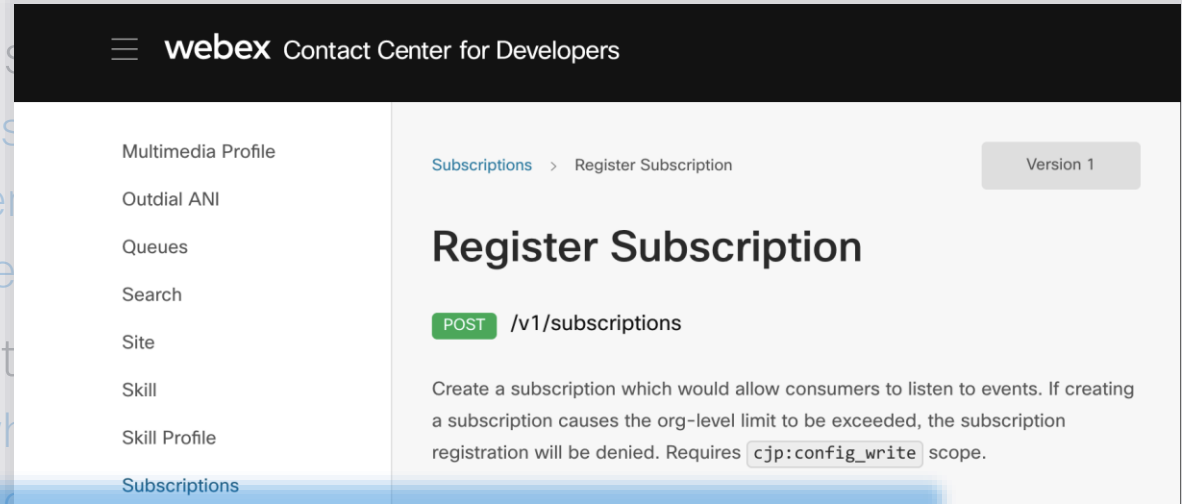 webex Contact Center for Developers
Multimedia Profile
Outdial ANI
Queues
Search
Site
Skill
Skill Profile
Subscriptions
Subscriptions > Register Subscription
Version 1
Register Subscription
POST /v1/subscriptions
Create a subscription which would allow consumers to listen to events. If creating
a subscription causes the org-level limit to be exceeded, the subscription
registration will be denied. Requires cjp:config_write scope.